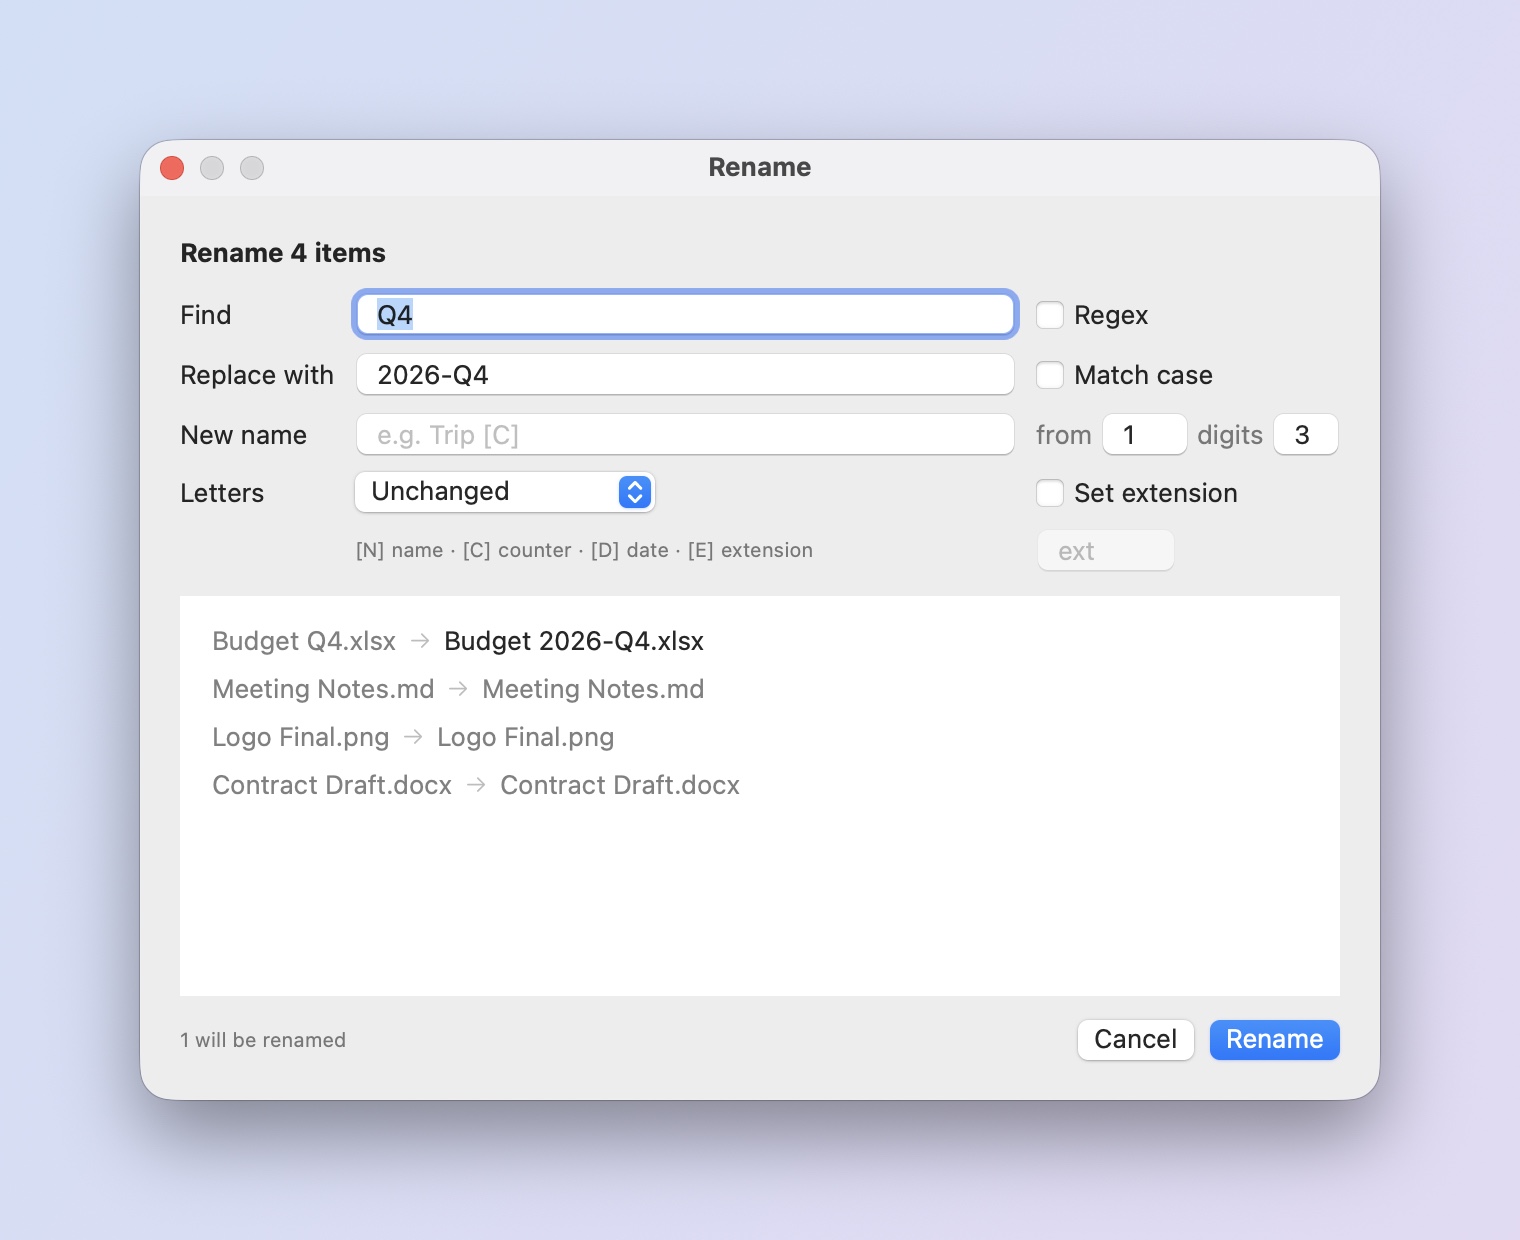 Rename
Rename 4 items
Find Q4 Regex
Replace with 2026-Q4 Match case
New name e.g. Trip [C] from 1 digits 3
Letters Unchanged Set extension
[N] name · [C] counter · [D] date · [E] extension ext
Budget Q4.xlsx → Budget 2026-Q4.xlsx
Meeting Notes.md → Meeting Notes.md
Logo Final.png → Logo Final.png
Contract Draft.docx → Contract Draft.docx
1 will be renamed Cancel Rename